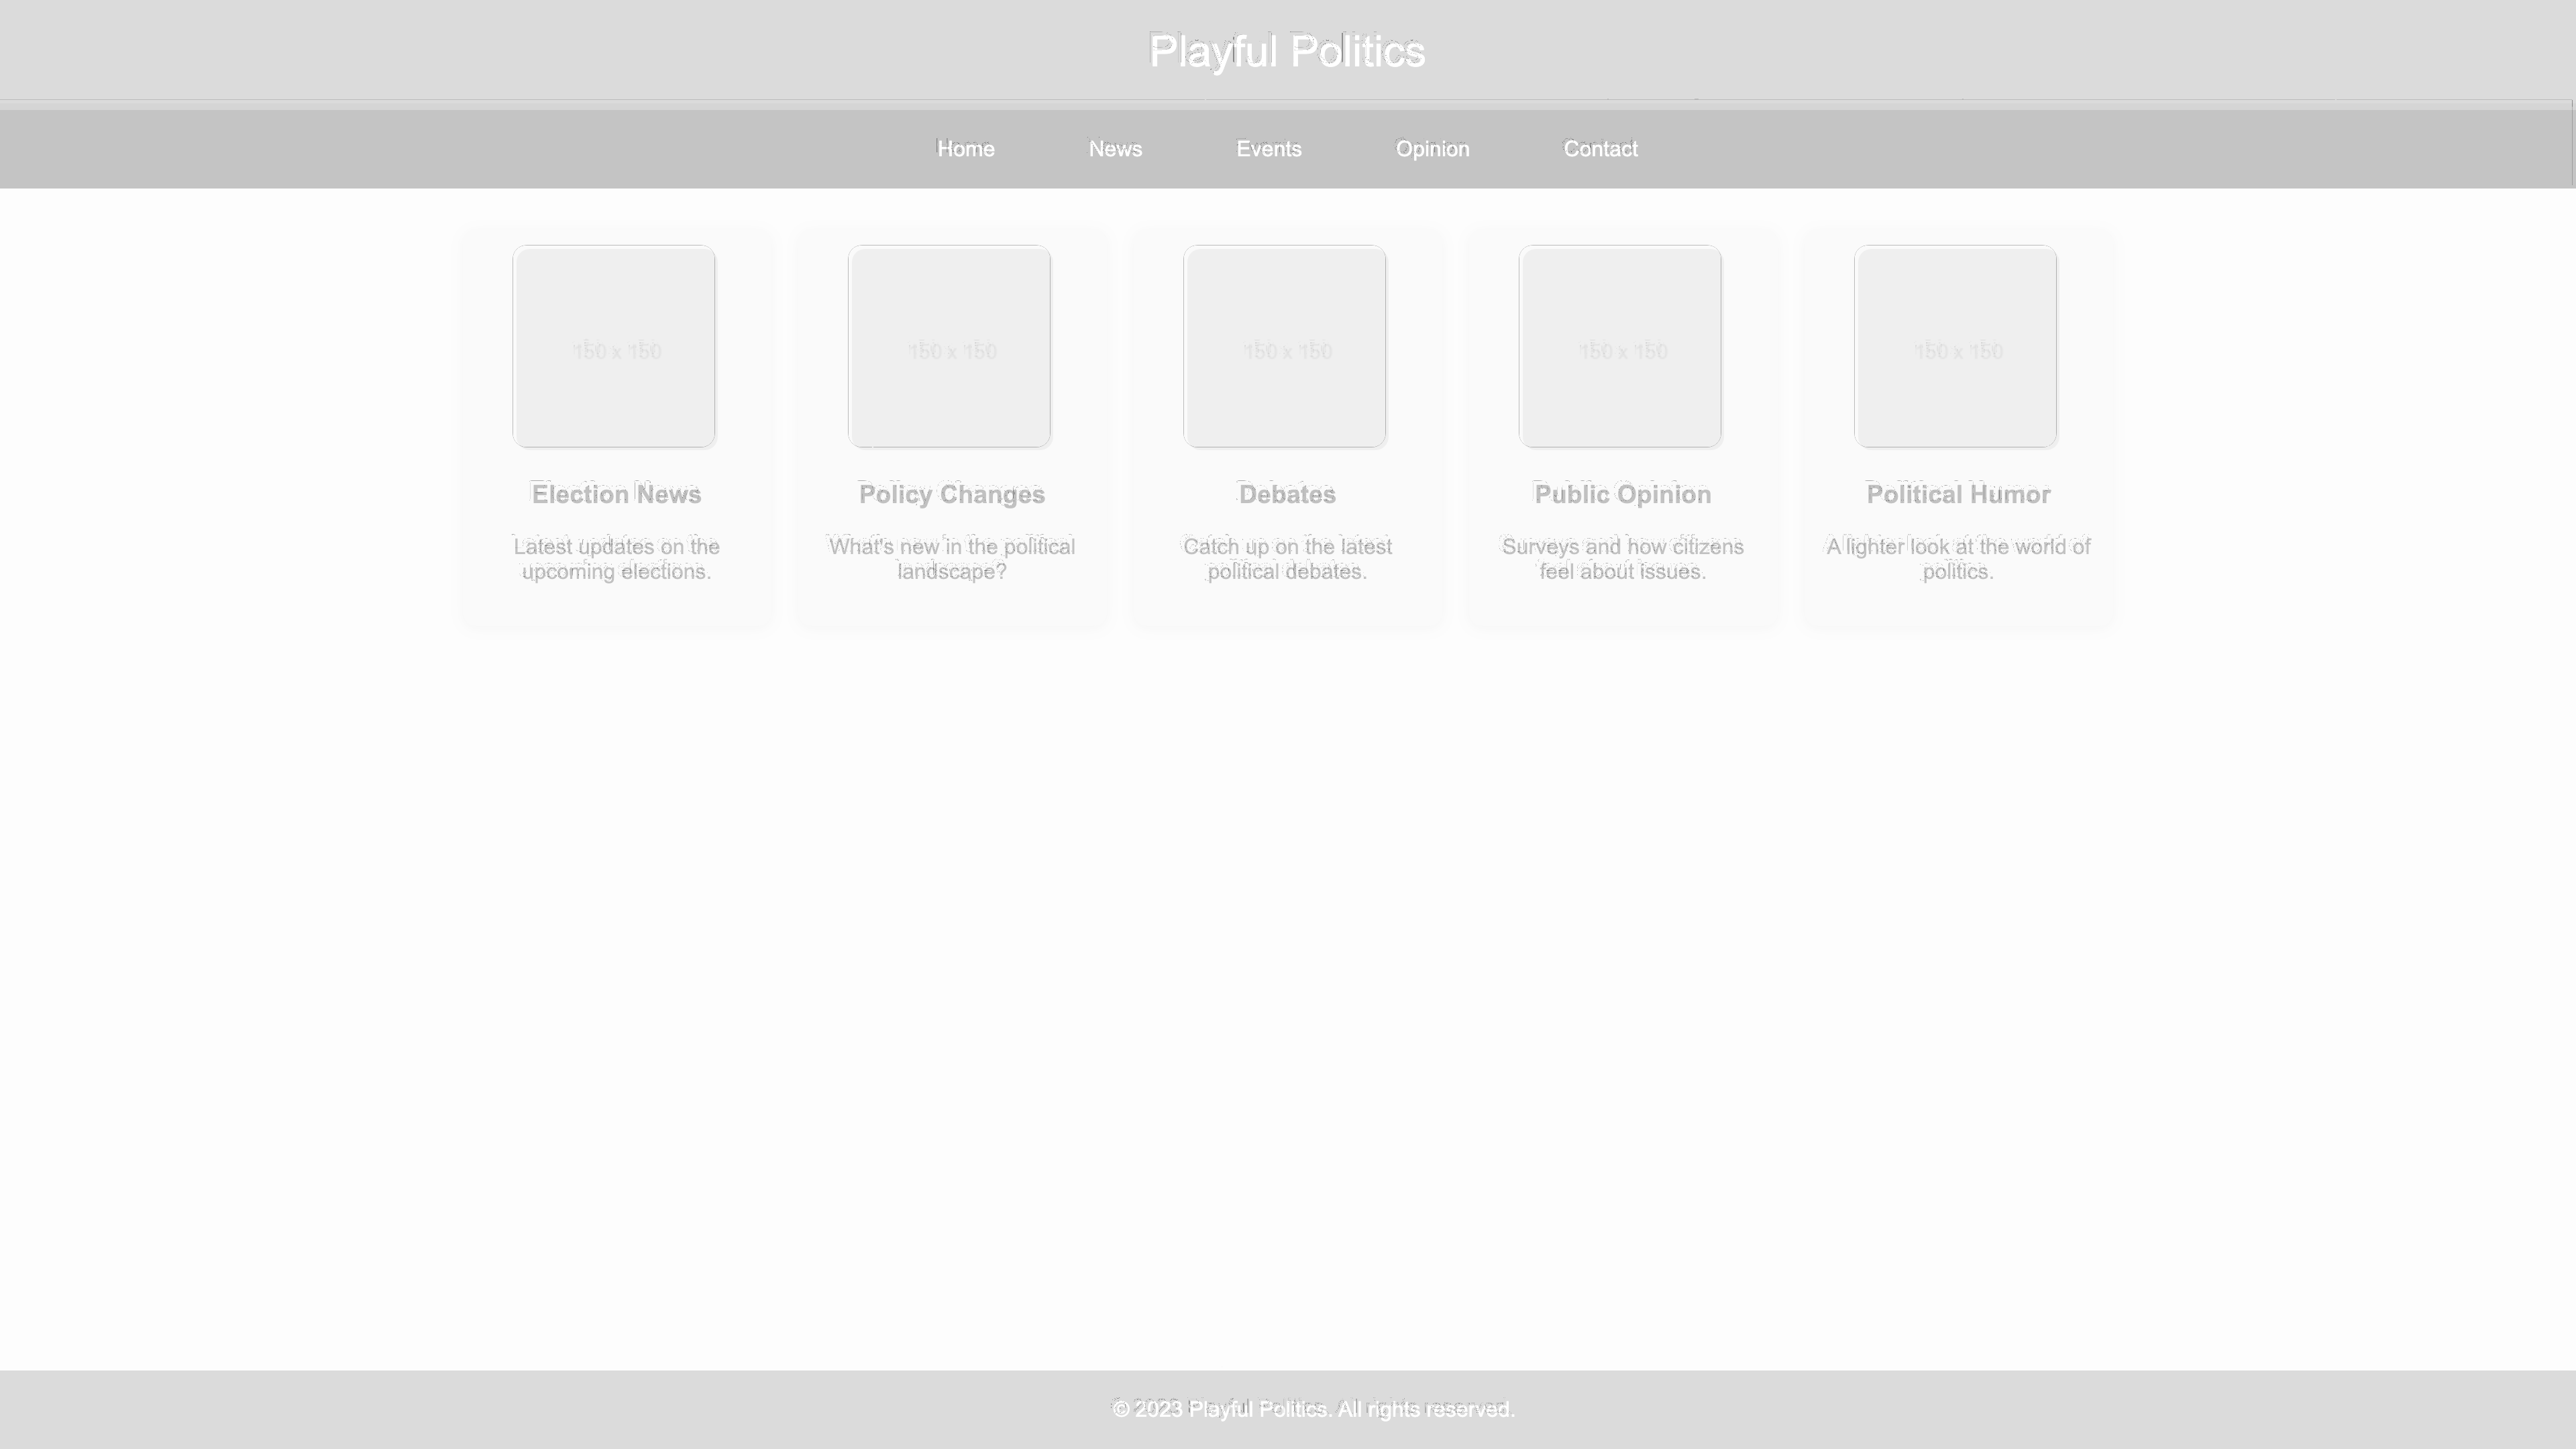 Playful Politics
Home News Events Opinion Contact
150 x 150
150 x 150
150 x 150
150 x 150
150 x 150
Election News
Latest updates on the
upcoming elections.
Policy Changes
What's new in the political
landscape?
Debates
Catch up on the latest
political debates.
Public Opinion
Surveys and how citizens
feel about issues.
Political Humor
A lighter look at the world of
politics.
© 2023 Playful Politics. All rights reserved.